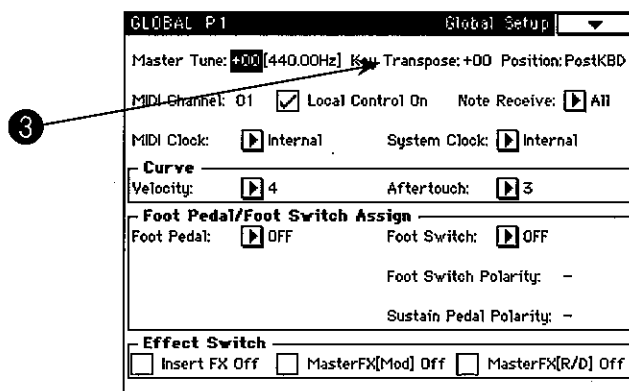 GLOBAL P1 Global Setup
Master Tune: +00 [440.00Hz] Key Transpose: +00 Position: PostKBD
MIDI Channel: 01 Local Control On Note Receive: All
3
MIDI Clock: Internal System Clock: Internal
Curve
Velocity: 4 Aftertouch: 3
Foot Pedal/Foot Switch Assign
Foot Pedal: OFF Foot Switch: OFF
Foot Switch Polarity: -
Sustain Pedal Polarity: -
Effect Switch
Insert FX Off MasterFX[Mod] Off MasterFX[R/D] Off